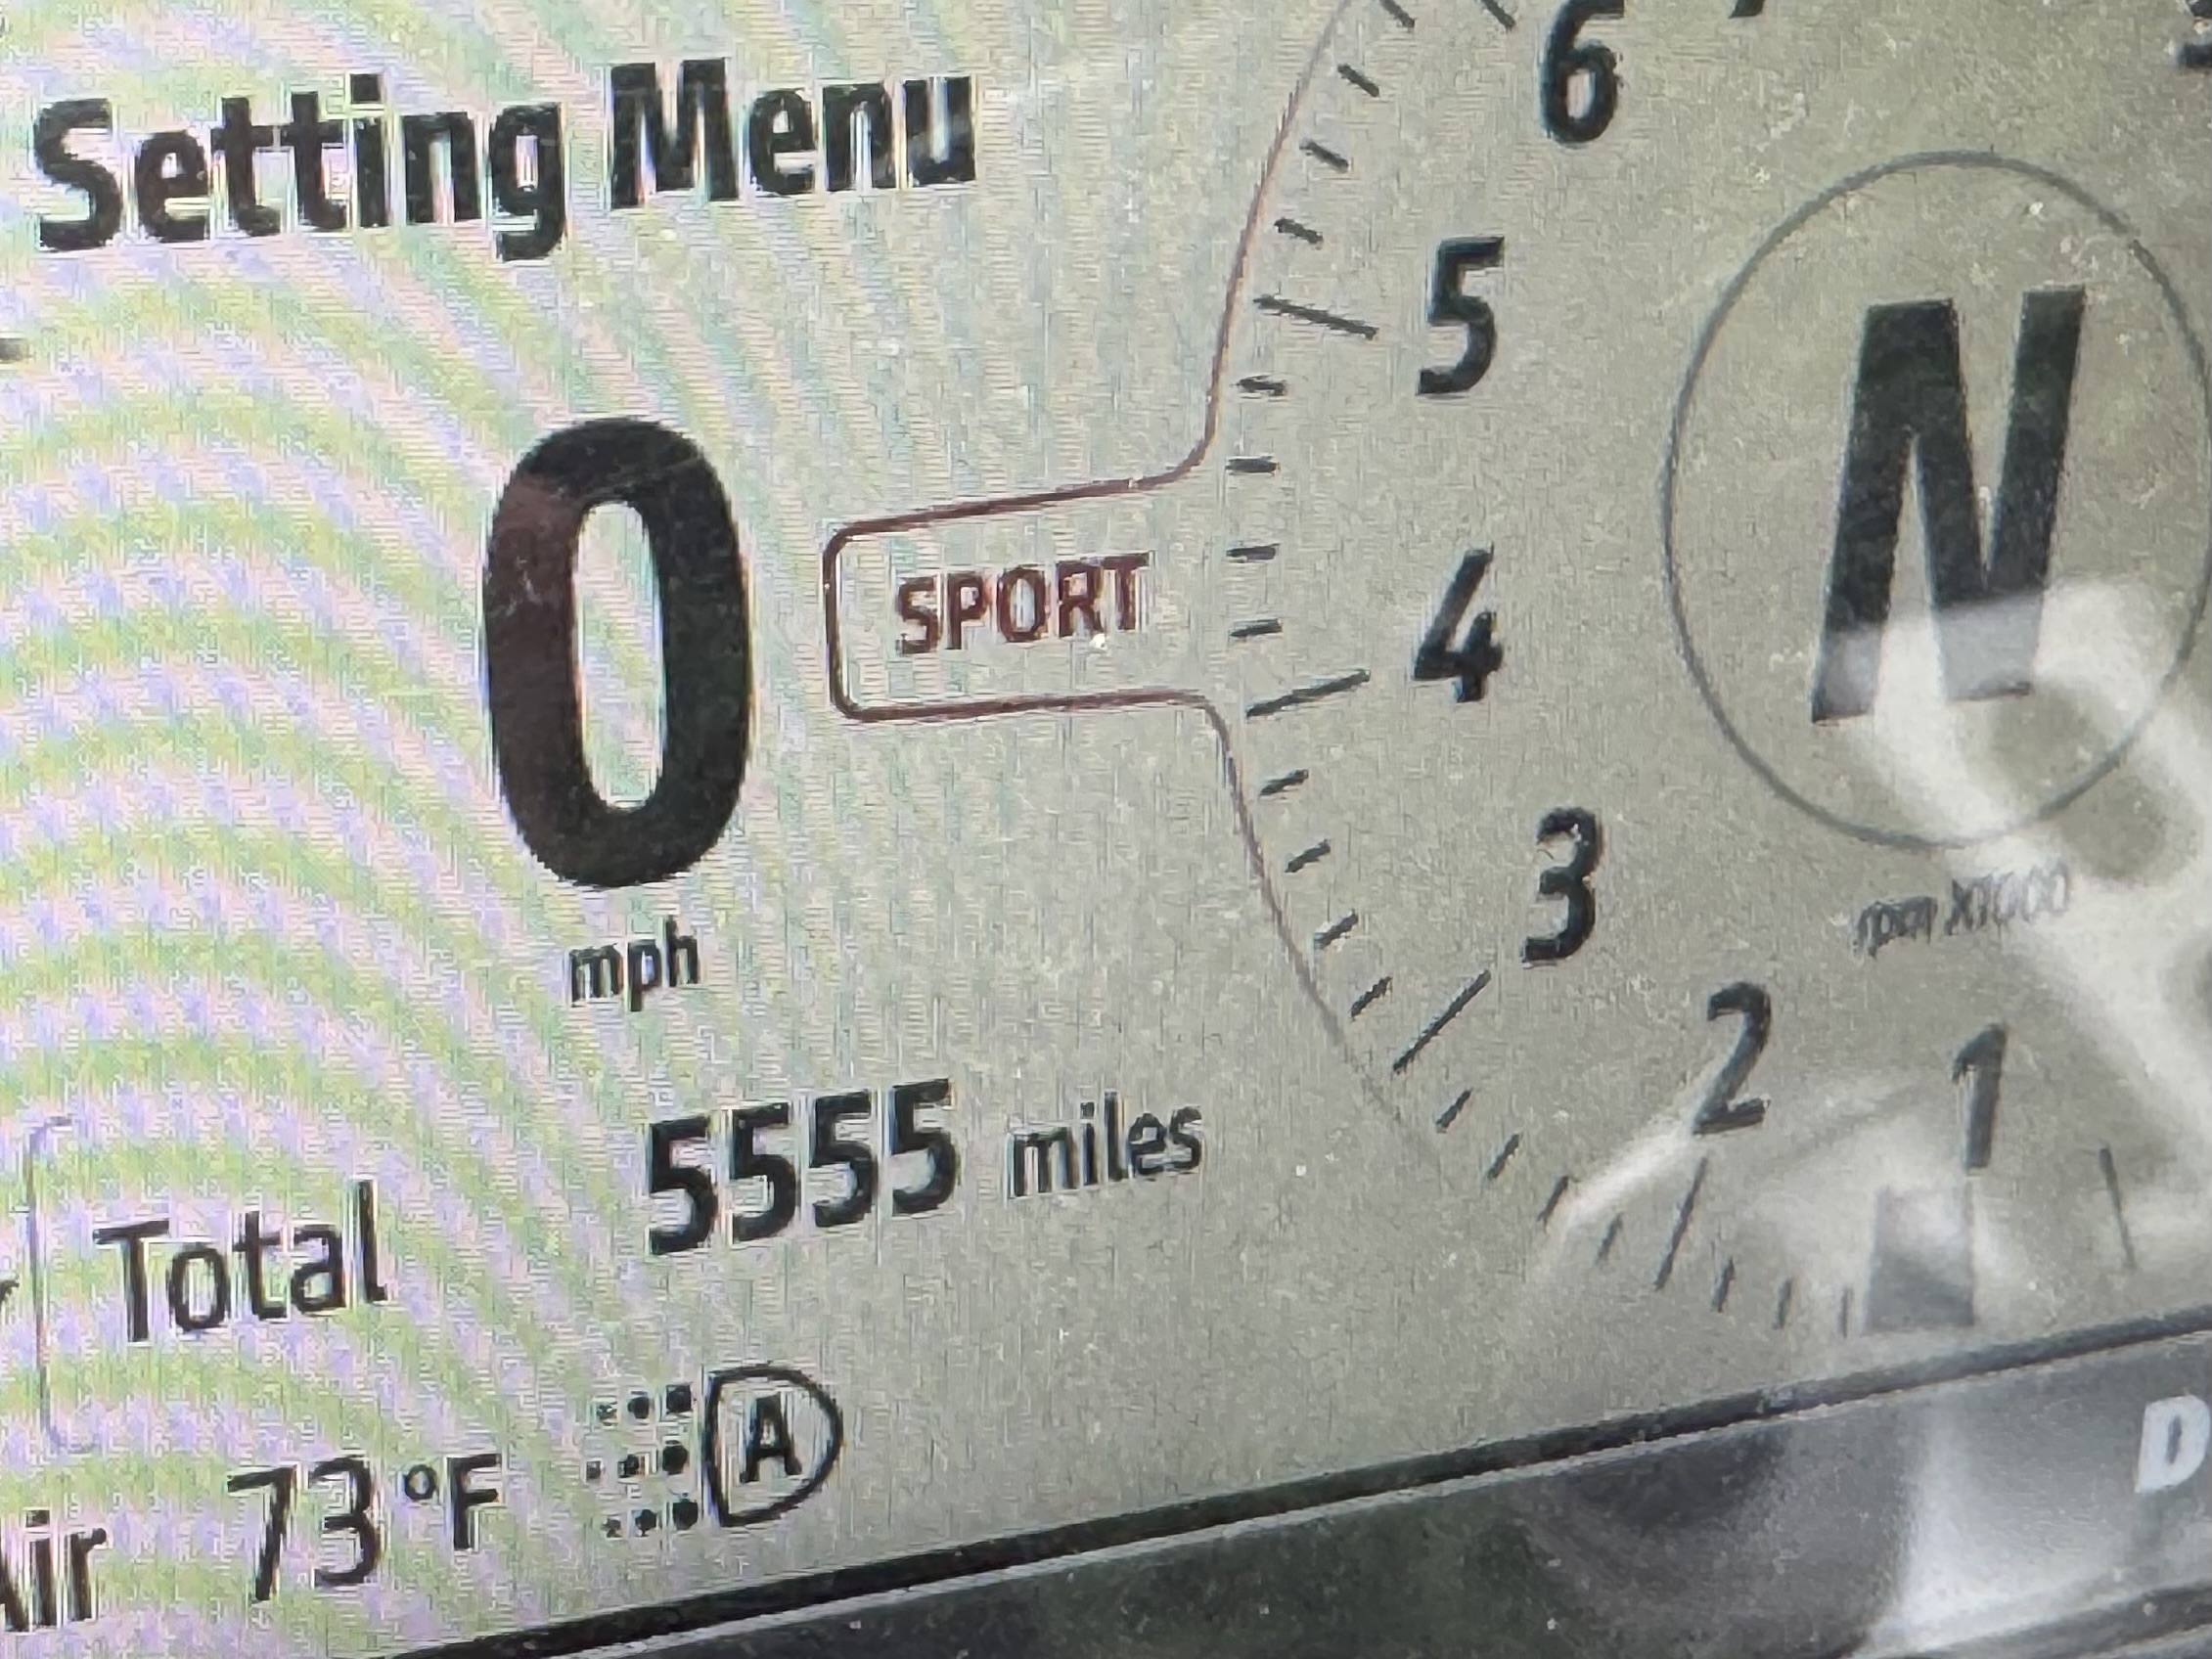 Setting Menu
6
5
N
0
SPORT
4
mph
3
rpm X1000
2
1
5555 miles
Total
Air 73°F
A
D